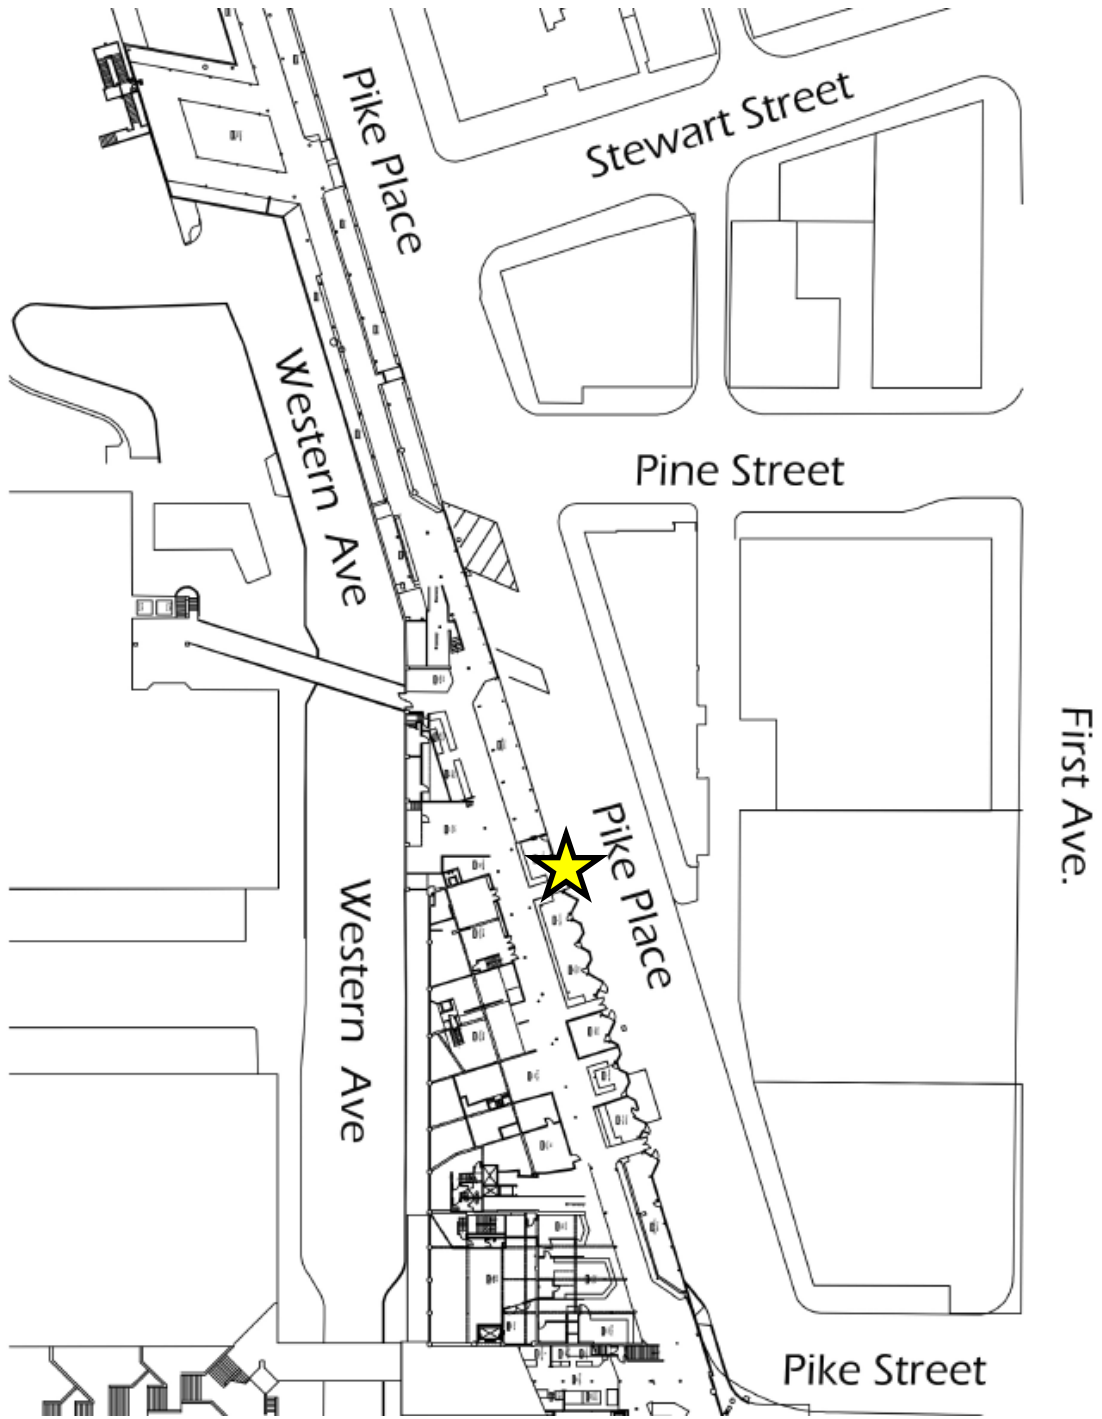 Pike Place
Stewart Street
Western Ave
Pine Street
First Ave.
Pike Place
Western Ave
Pike Street